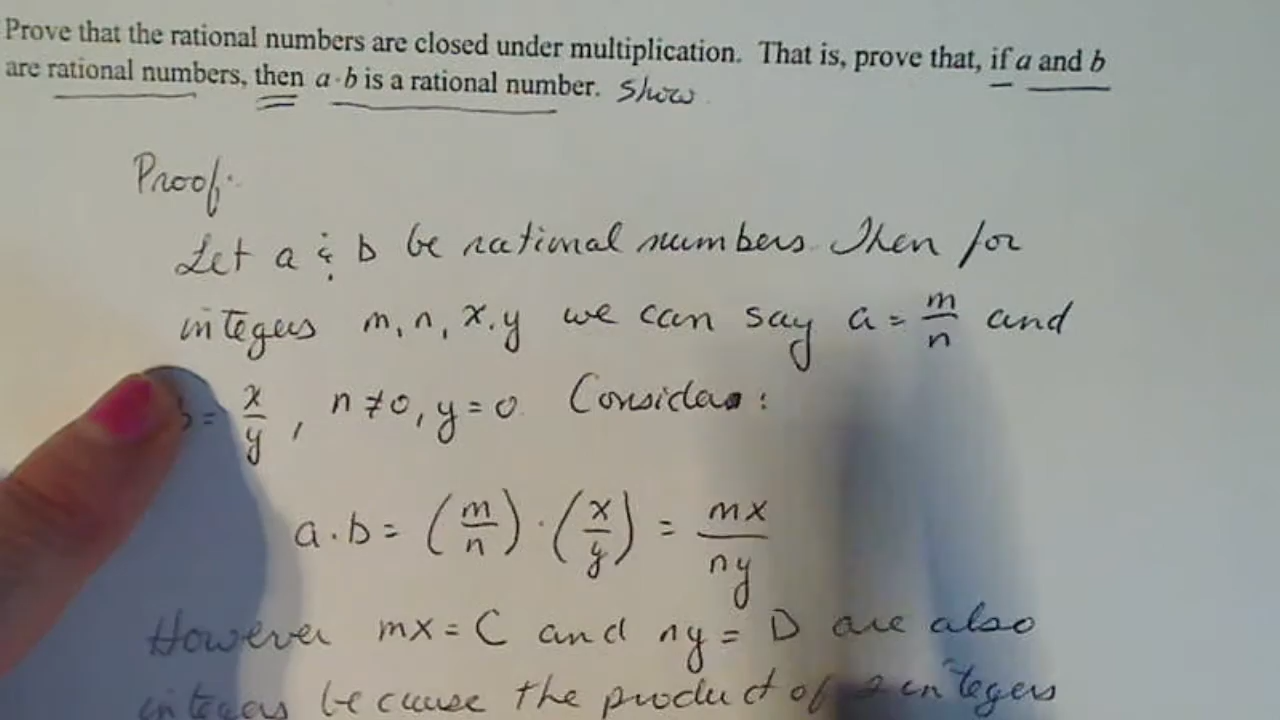 Prove that the rational numbers are closed under multiplication. That is, prove that, if a and b
are rational numbers, then a·b is a rational number. Show
Proof:
Let a & b be rational numbers. Then for
integers m, n, x, y we can say a = m/n and
b = x/y, n≠0, y=0. Consider:
a·b = (m/n)·(x/y) = mx/ny
However mx = C and ny = D are also
integers because the product of 2 integers